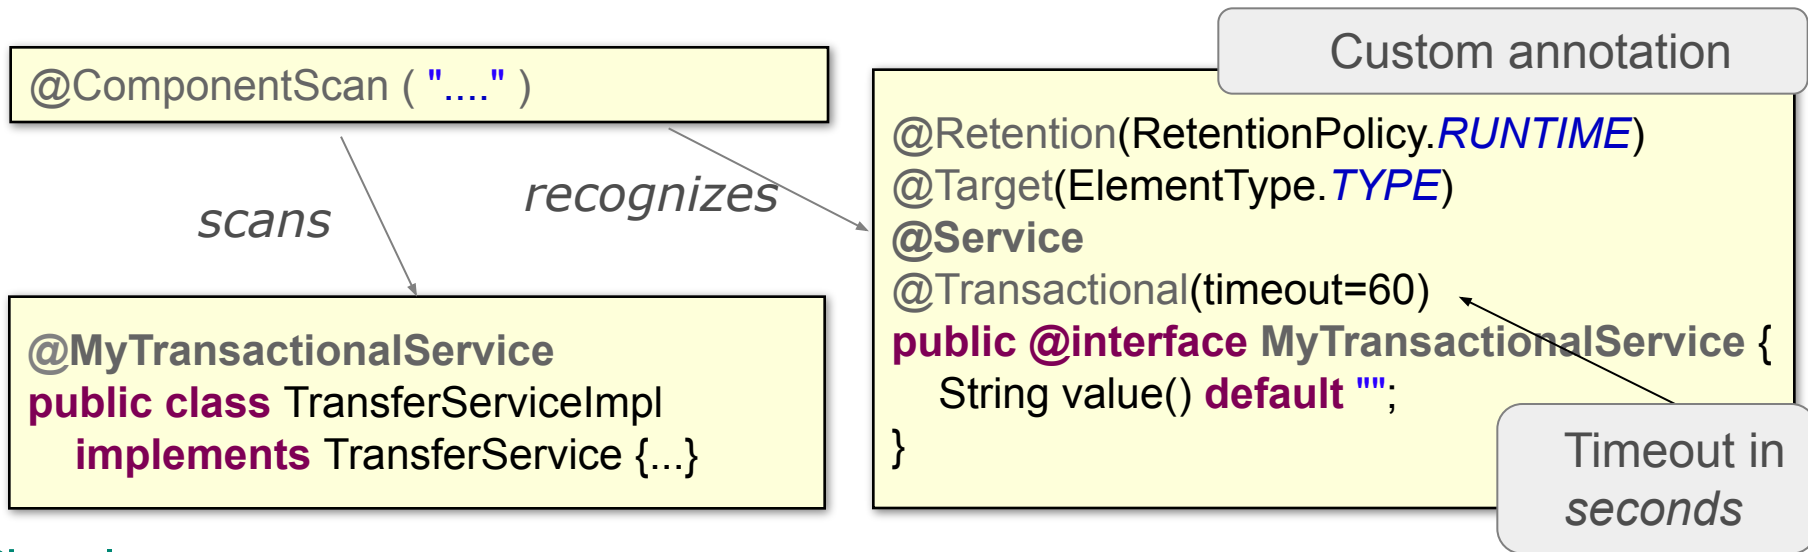 @ComponentScan ( "...." )
scans
recognizes
@MyTransactionalService
public class TransferServiceImpl
implements TransferService {...}
Custom annotation
@Retention(RetentionPolicy.RUNTIME)
@Target(ElementType.TYPE)
@Service
@Transactional(timeout=60)
public @interface MyTransactionalService {
String value() default "";
}
Timeout in
seconds